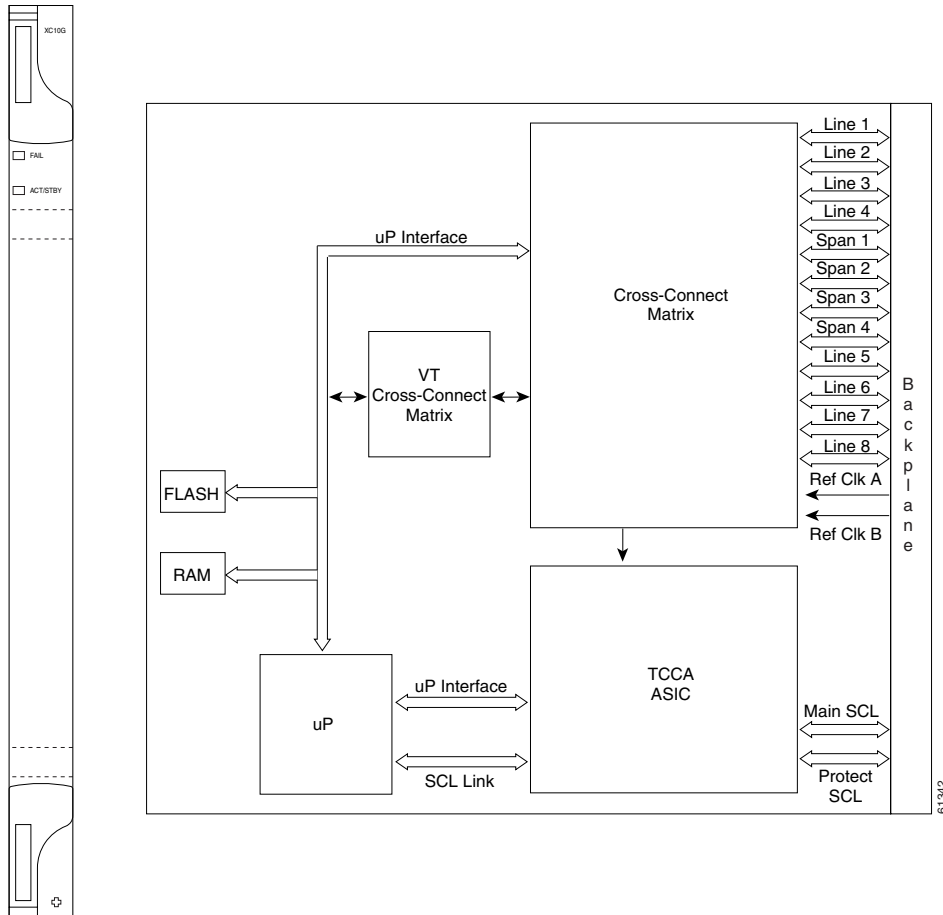 XC10G
FAIL
ACT/STBY
uP Interface
Cross-Connect
Matrix
VT
Cross-Connect
Matrix
FLASH
RAM
uP
uP Interface
SCL Link
TCCA
ASIC
Line 1
Line 2
Line 3
Line 4
Span 1
Span 2
Span 3
Span 4
Line 5
Line 6
Line 7
Line 8
Ref Clk A
Ref Clk B
Main SCL
Protect
SCL
Backplane
61342